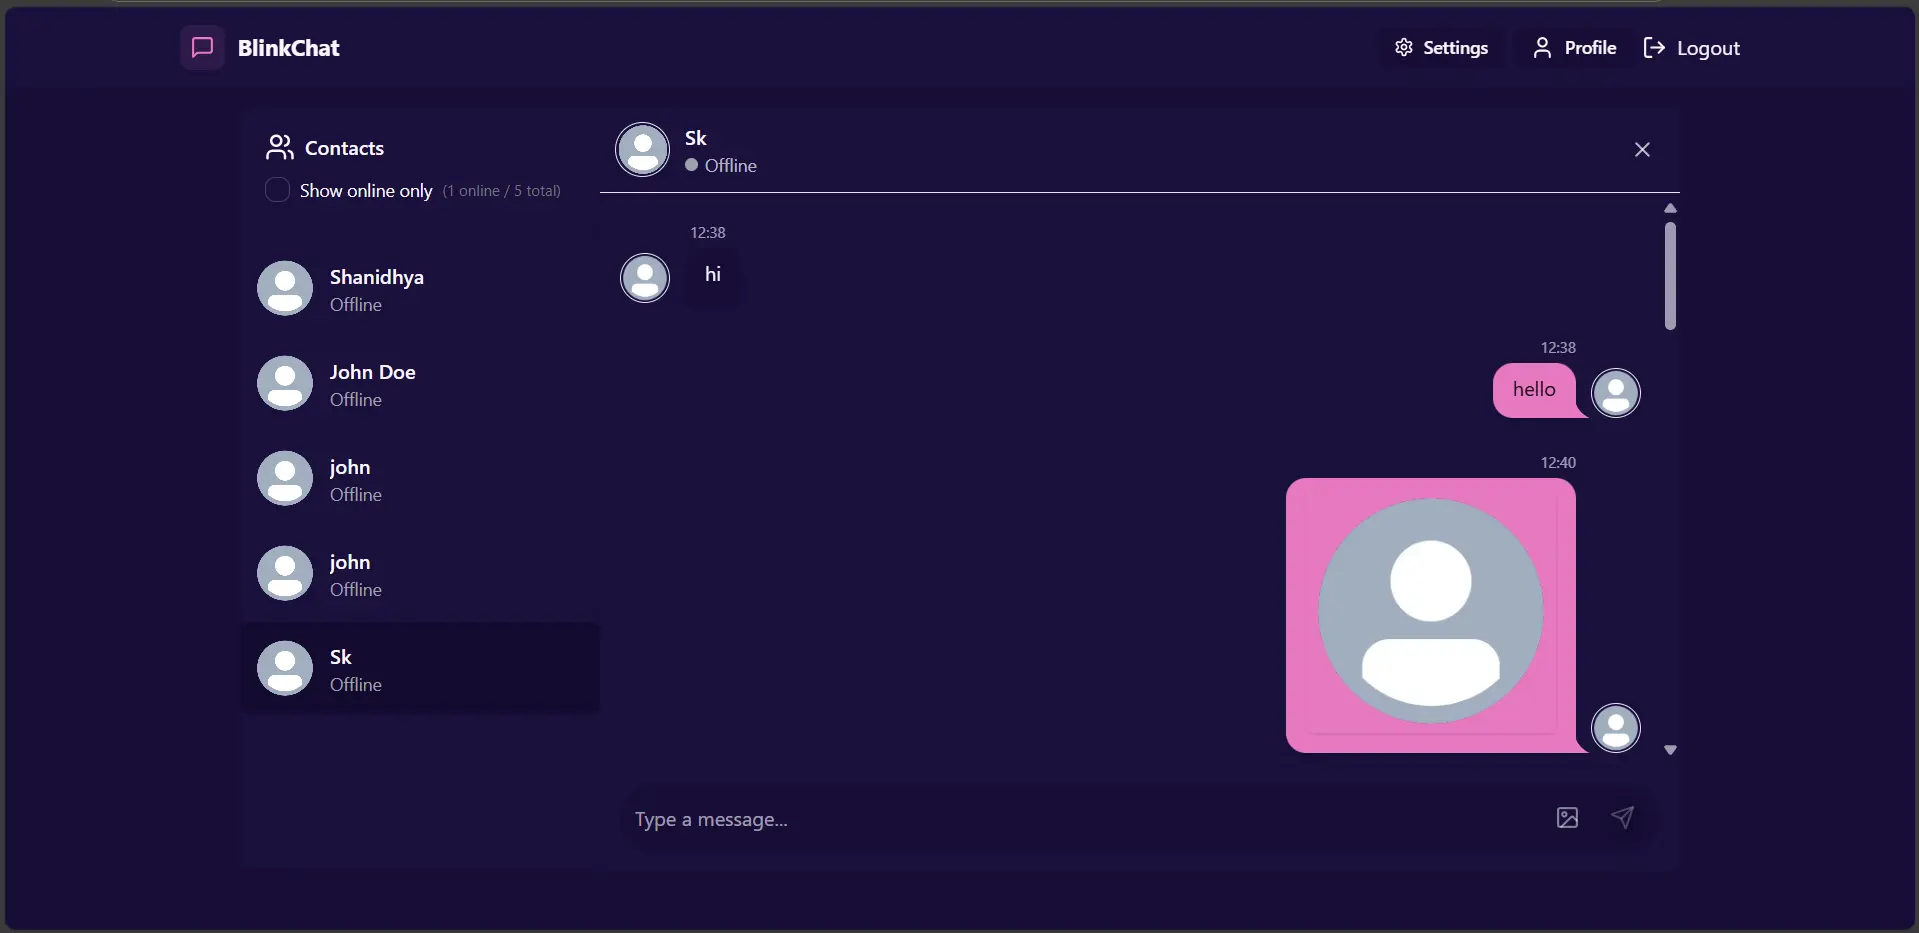 BlinkChat
Settings
Profile
Logout
Contacts
Show online only (1 online / 5 total)
Shanidhya
Offline
John Doe
Offline
john
Offline
john
Offline
Sk
Offline
Sk
Offline
12:38
hi
12:38
hello
12:40
Type a message...